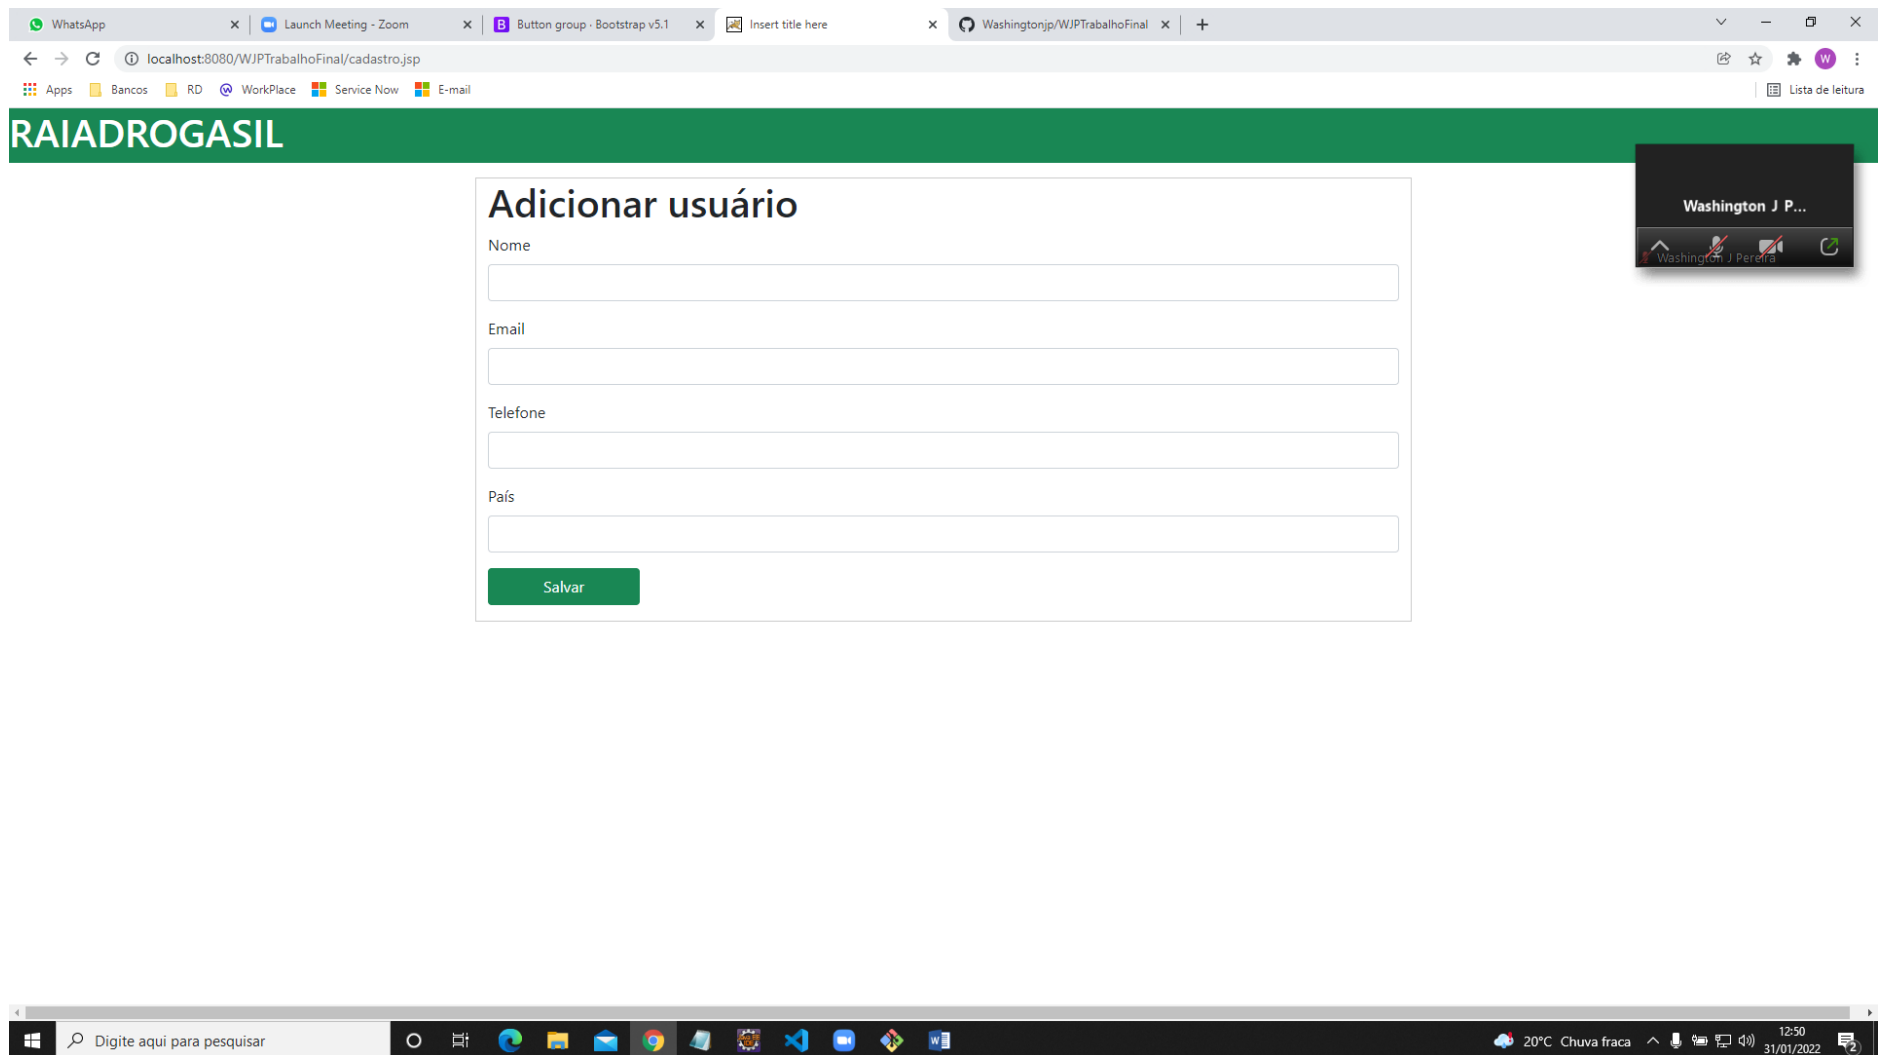 WhatsApp
Launch Meeting - Zoom
Button group · Bootstrap v5.1
Insert title here
Washingtonjp/WJPTrabalhoFinal
localhost:8080/WJPTrabalhoFinal/cadastro.jsp
W
Apps
Bancos
RD
WorkPlace
Service Now
E-mail
Lista de leitura
RAIADROGASIL
Washington J P...
Washington J Pereira
Adicionar usuário
Nome
Email
Telefone
País
Salvar
Digite aqui para pesquisar
20°C Chuva fraca
12:50
31/01/2022
2